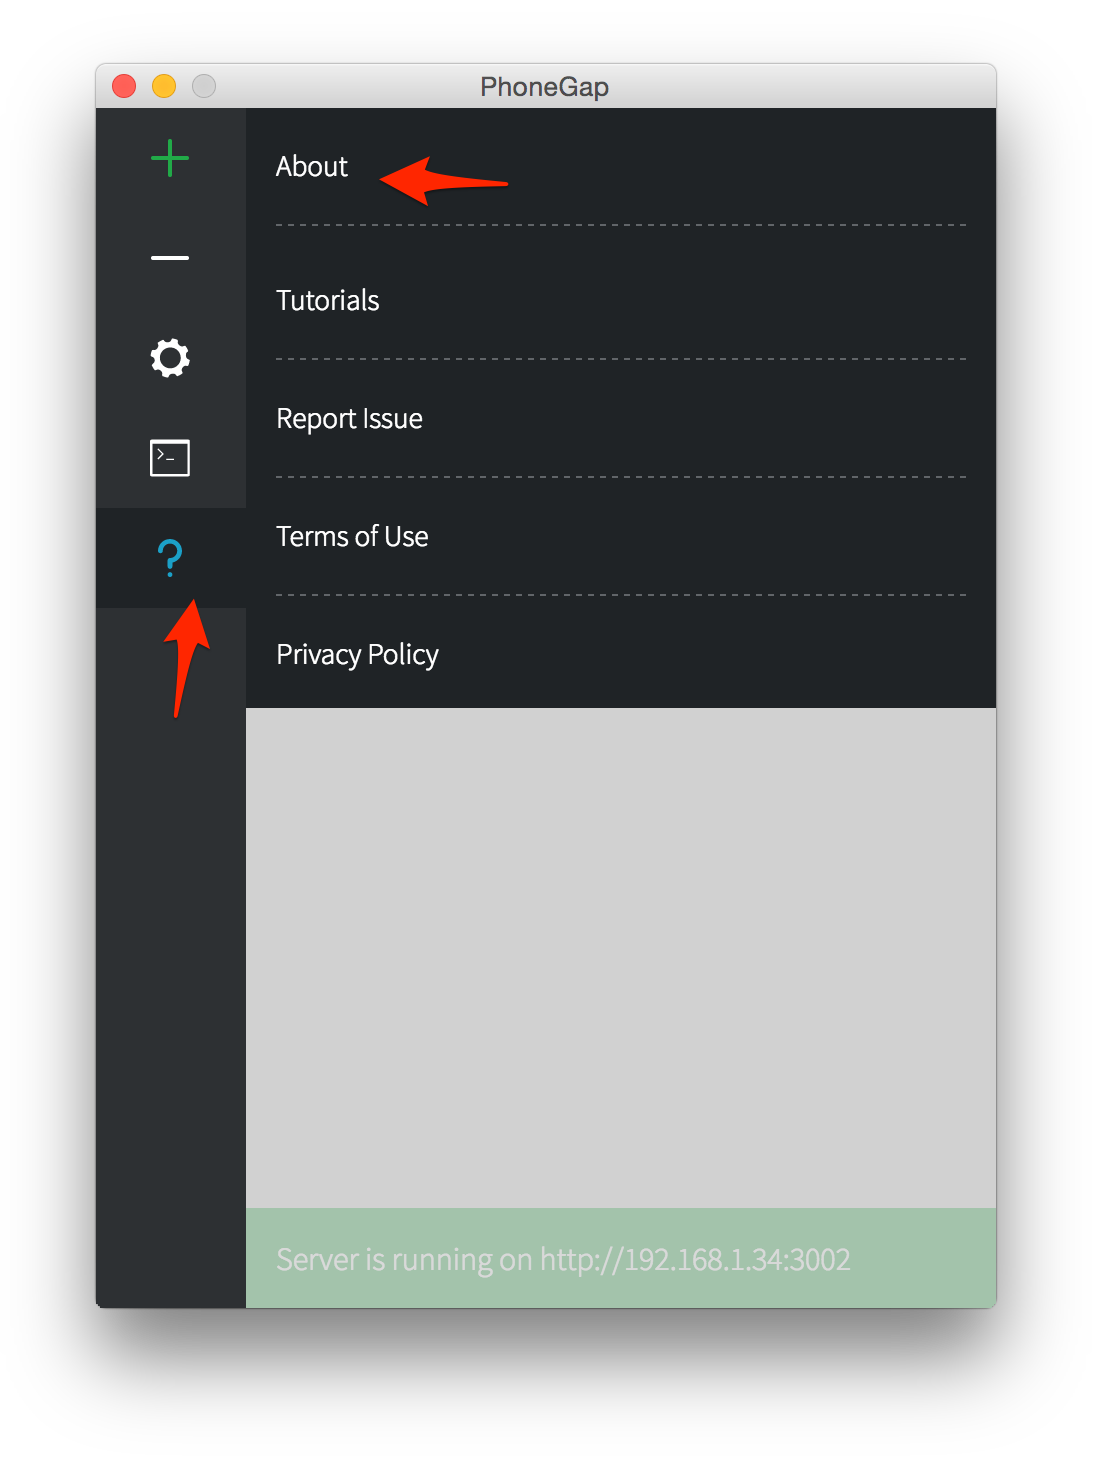 PhoneGap
About
Tutorials
Report Issue
Terms of Use
Privacy Policy
Server is running on http://192.168.1.34:3002